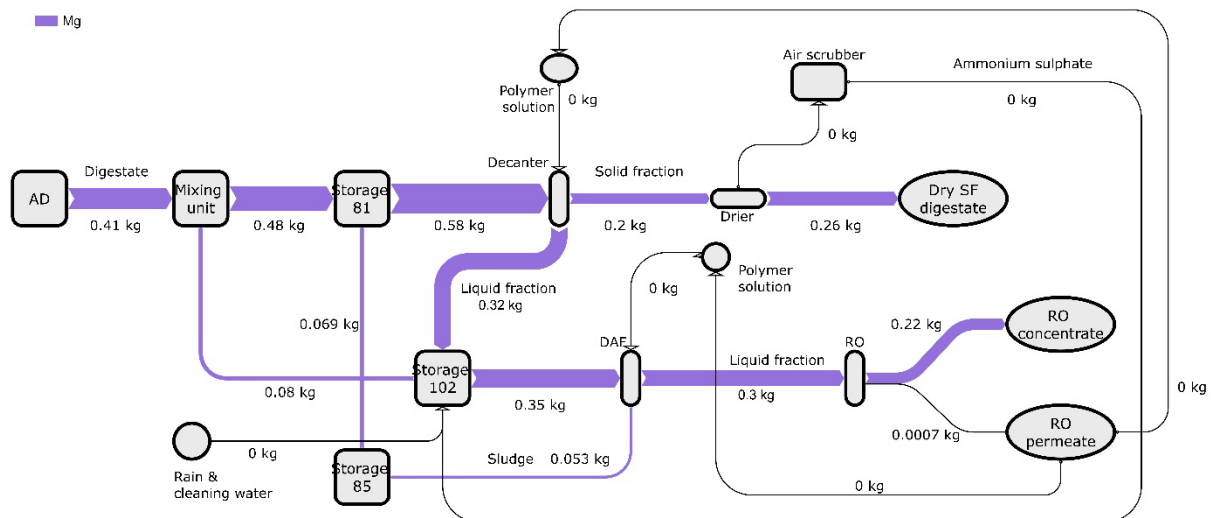 Mg
Air scrubber
Ammonium sulphate
0 kg
Polymer
solution
0 kg
0 kg
Decanter
Solid fraction
Digestate
AD
Mixing
unit
Storage
81
Dry SF
digestate
0.41 kg
0.48 kg
0.58 kg
0.2 kg
Drier
0.26 kg
Liquid fraction
0.32 kg
0 kg
Polymer
solution
0.069 kg
DAF
Liquid fraction
RO
0.22 kg
RO
concentrate
Storage
102
0.08 kg
0.35 kg
0.3 kg
0 kg
0.0007 kg
RO
permeate
0 kg
Rain &
cleaning water
Storage
85
Sludge
0.053 kg
0 kg